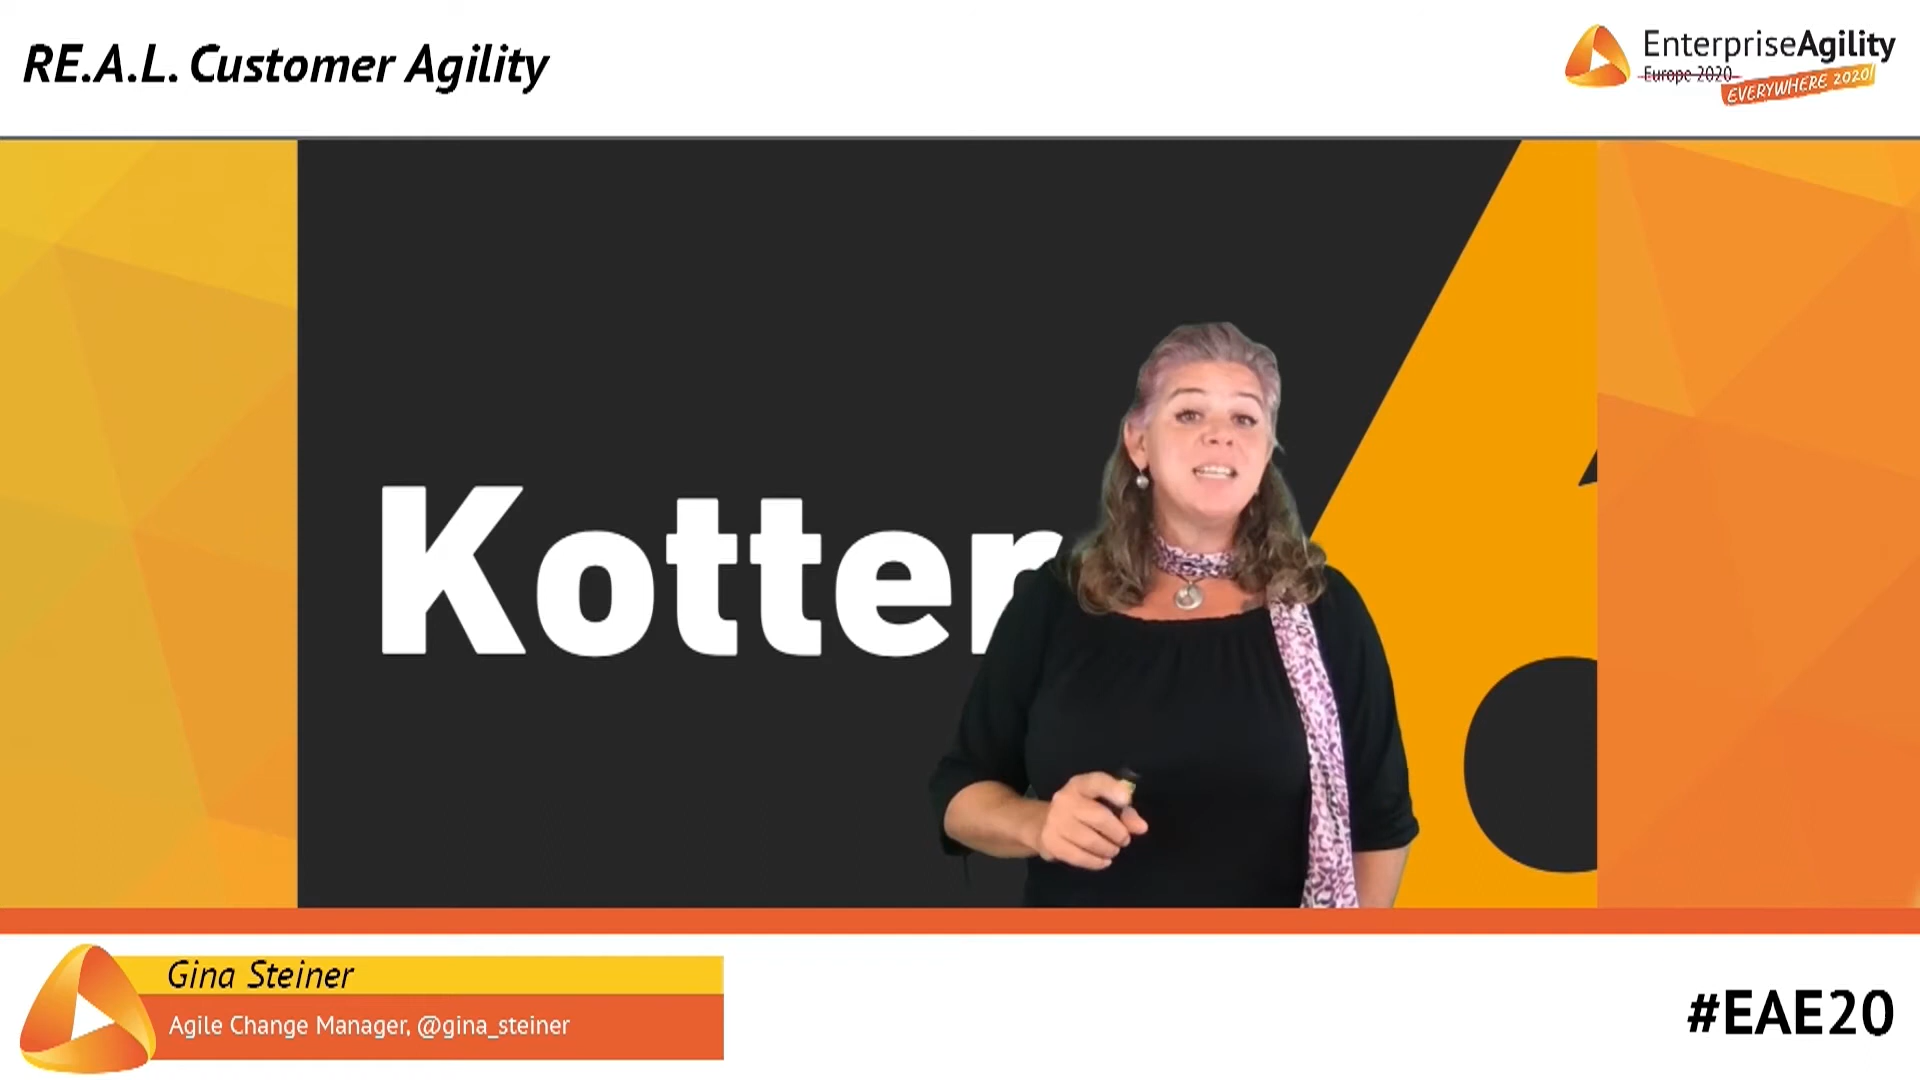 RE.A.L. Customer Agility
EnterpriseAgility
Europe 2020
EVERYWHERE 2020!
Kotter
Gina Steiner
Agile Change Manager, @gina_steiner
#EAE20